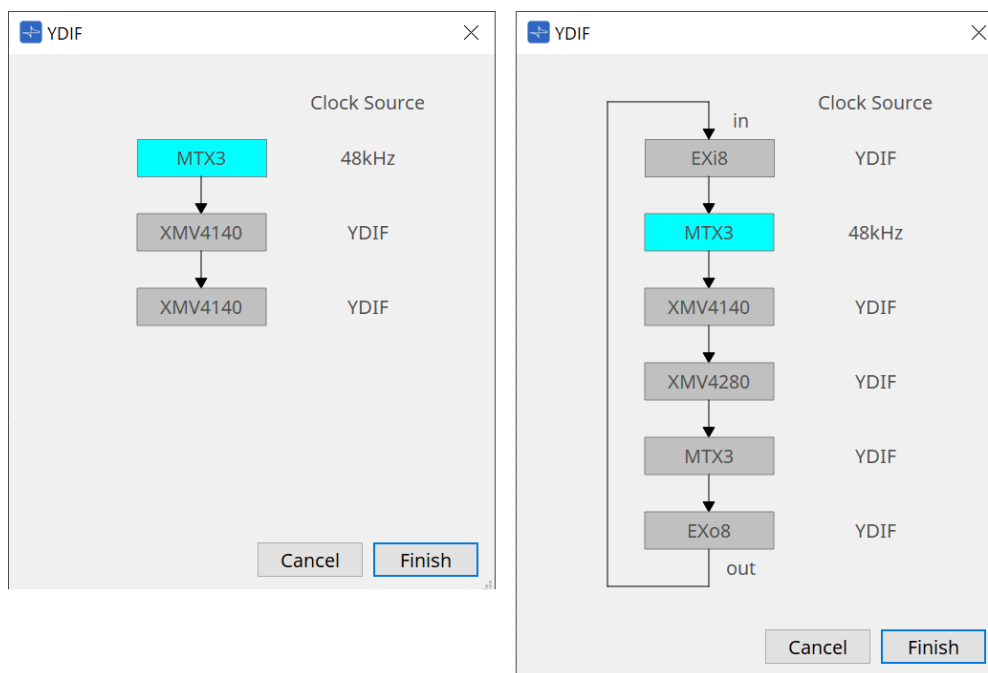 YDIF
Clock Source
MTX3 48kHz
XMV4140 YDIF
XMV4140 YDIF
Cancel Finish
YDIF
Clock Source
in
EXi8 YDIF
MTX3 48kHz
XMV4140 YDIF
XMV4280 YDIF
MTX3 YDIF
EXo8 YDIF
out
Cancel Finish